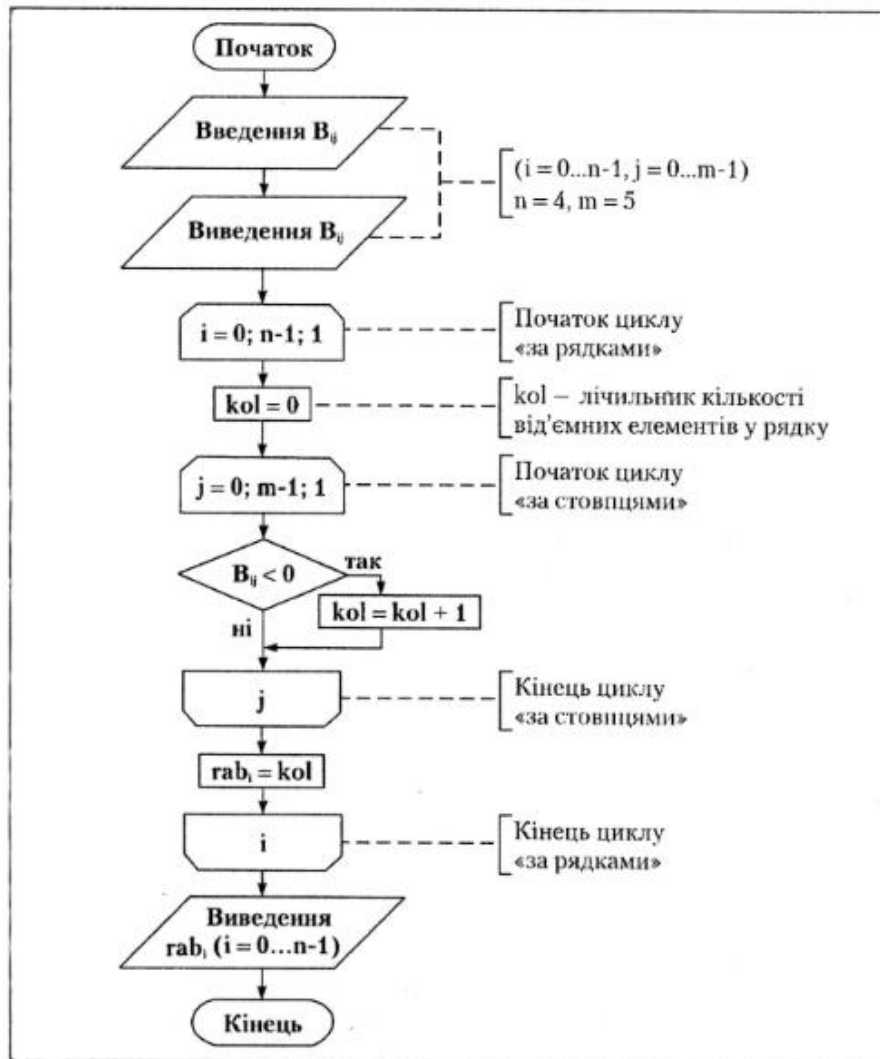 Початок
Введення Bij
(i = 0...n-1, j = 0...m-1)
n = 4, m = 5
Виведення Bij
i = 0; n-1; 1
Початок циклу
«за рядками»
kol = 0
kol – лічильник кількості
від'ємних елементів у рядку
j = 0; m-1; 1
Початок циклу
«за стовпцями»
Bij < 0
так
kol = kol + 1
ні
j
Кінець циклу
«за стовпцями»
rabi = kol
i
Кінець циклу
«за рядками»
Виведення
rabi (i = 0...n-1)
Кінець